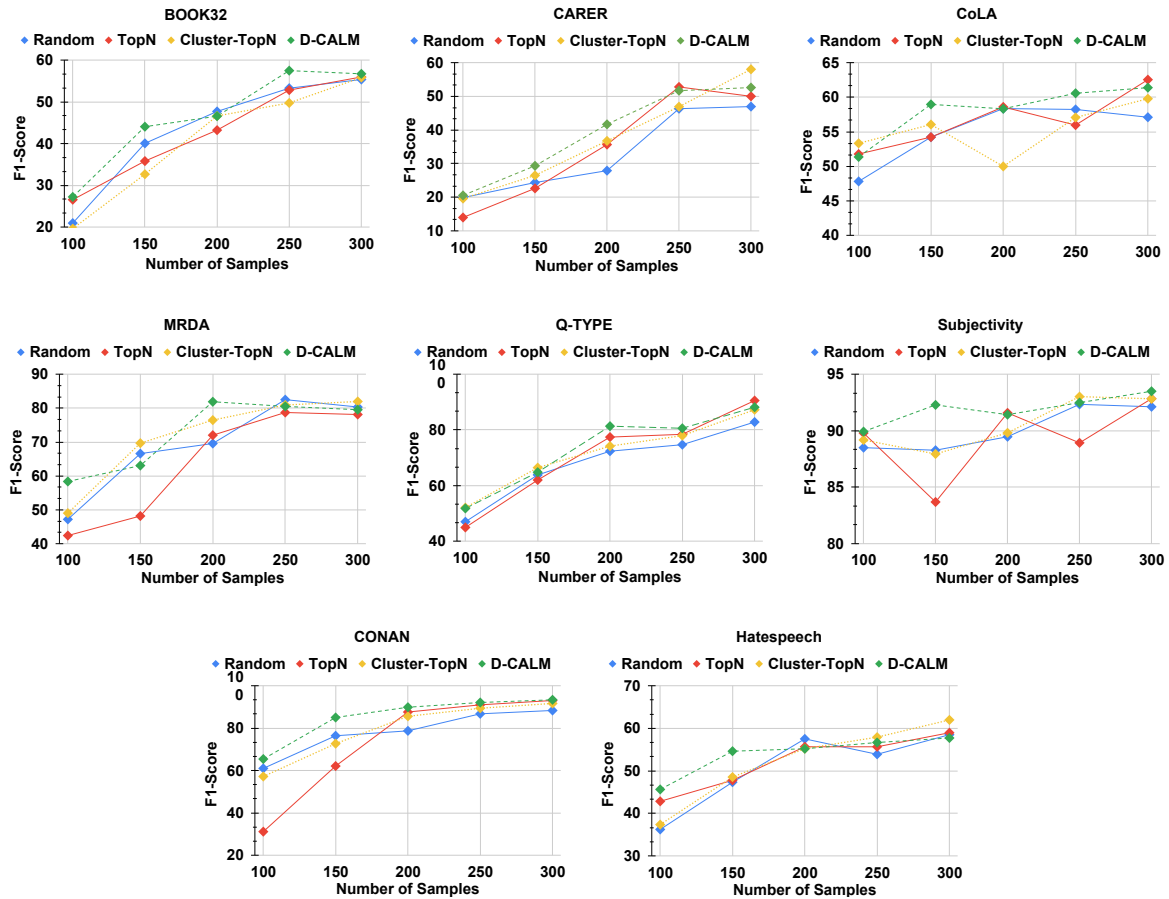 BOOK32
Random TopN Cluster-TopN D-CALM
60
50
40
30
20
F1-Score
100 150 200 250 300
Number of Samples
CARER
Random TopN Cluster-TopN D-CALM
60
50
40
30
20
10
F1-Score
100 150 200 250 300
Number of Samples
CoLA
Random TopN Cluster-TopN D-CALM
65
60
55
50
45
40
F1-Score
100 150 200 250 300
Number of Samples
MRDA
Random TopN Cluster-TopN D-CALM
90
80
70
60
50
40
F1-Score
100 150 200 250 300
Number of Samples
Q-TYPE
Random TopN Cluster-TopN D-CALM
10
0
80
60
40
F1-Score
100 150 200 250 300
Number of Samples
Subjectivity
Random TopN Cluster-TopN D-CALM
95
90
85
80
F1-Score
100 150 200 250 300
Number of Samples
CONAN
Random TopN Cluster-TopN D-CALM
10
0
80
60
40
20
F1-Score
100 150 200 250 300
Number of Samples
Hatespeech
Random TopN Cluster-TopN D-CALM
70
60
50
40
30
F1-Score
100 150 200 250 300
Number of Samples